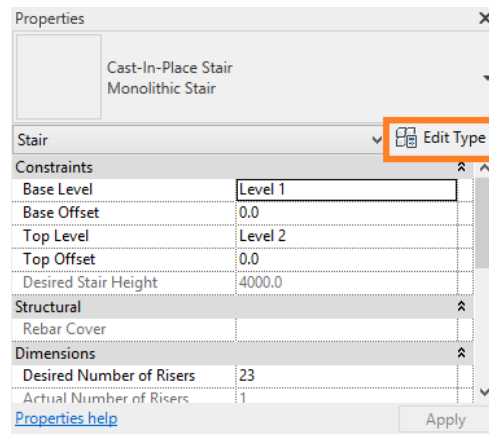 Properties
Cast-In-Place Stair
Monolithic Stair
Stair Edit Type
Constraints
Base Level Level 1
Base Offset 0.0
Top Level Level 2
Top Offset 0.0
Desired Stair Height 4000.0
Structural
Rebar Cover
Dimensions
Desired Number of Risers 23
Actual Number of Risers 1
Properties help Apply